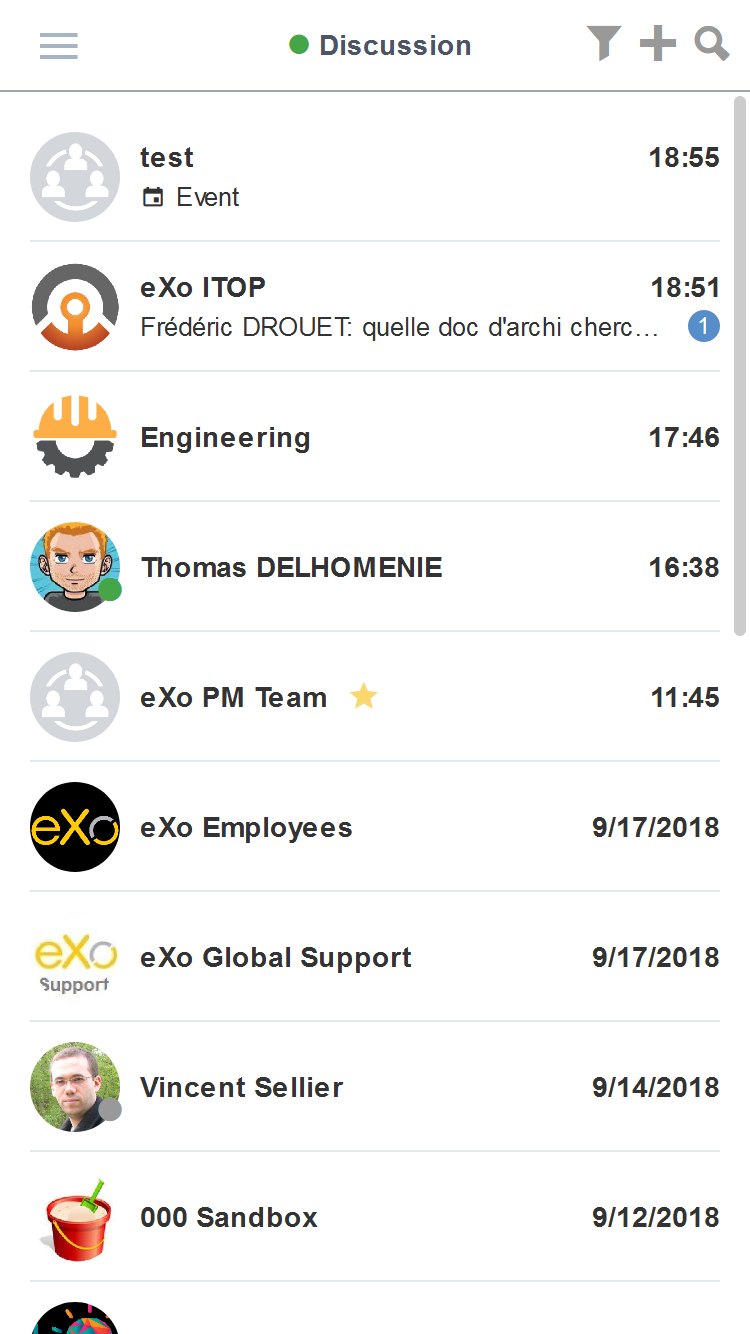 Discussion
test 18:55
Event
eXo ITOP 18:51
Frédéric DROUET: quelle doc d'archi cherc... 1
Engineering 17:46
Thomas DELHOMENIE 16:38
eXo PM Team 11:45
eXo
eXo Employees 9/17/2018
eXo
Support
eXo Global Support 9/17/2018
Vincent Sellier 9/14/2018
000 Sandbox 9/12/2018